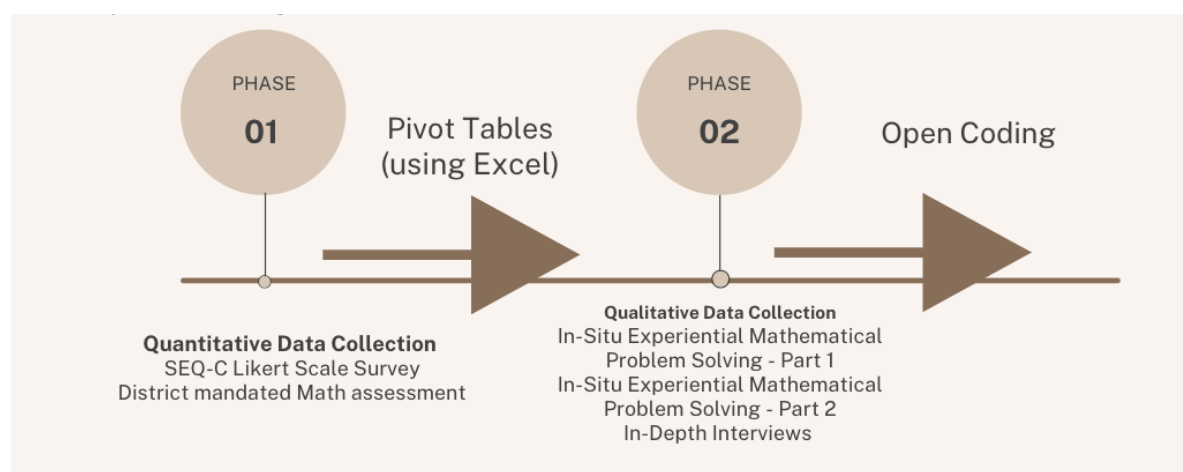 PHASE
01
Pivot Tables
(using Excel)
PHASE
02
Open Coding
Quantitative Data Collection
SEQ-C Likert Scale Survey
District mandated Math assessment
Qualitative Data Collection
In-Situ Experiential Mathematical
Problem Solving - Part 1
In-Situ Experiential Mathematical
Problem Solving - Part 2
In-Depth Interviews